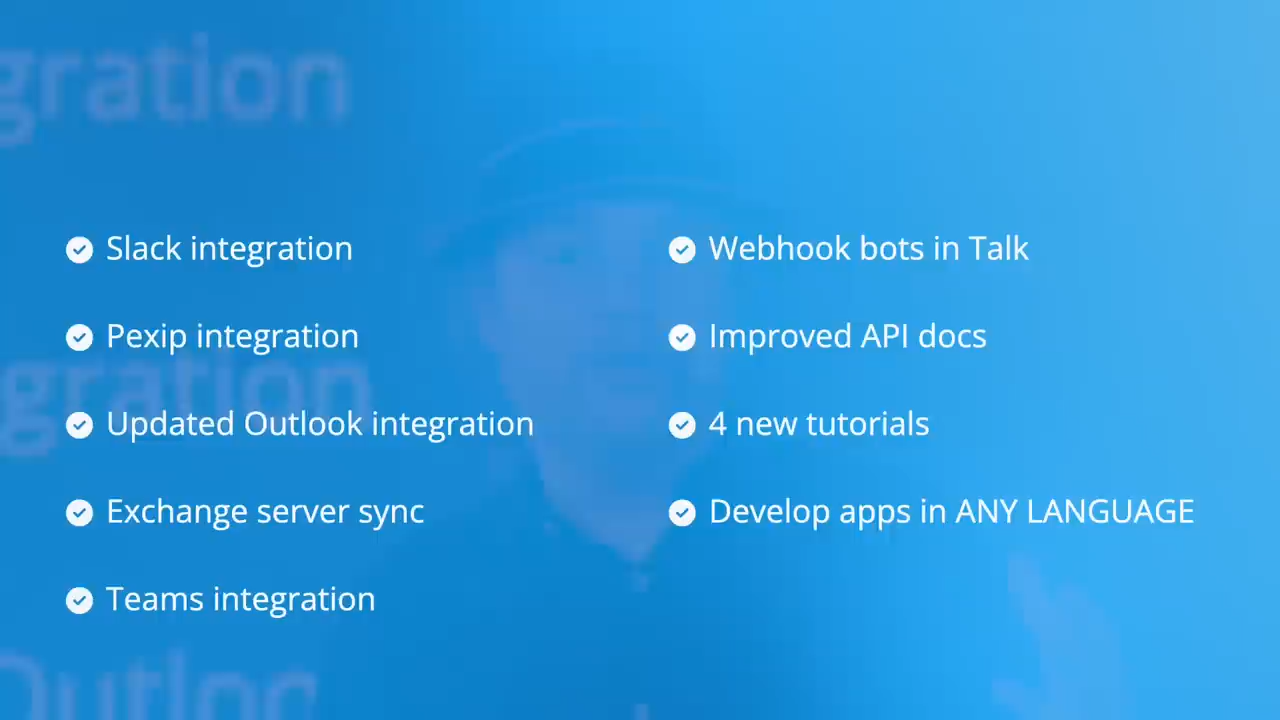 gration
Slack integration
Pexip integration
gration
Updated Outlook integration
Exchange server sync
Teams integration
Outloo
Webhook bots in Talk
Improved API docs
4 new tutorials
Develop apps in ANY LANGUAGE